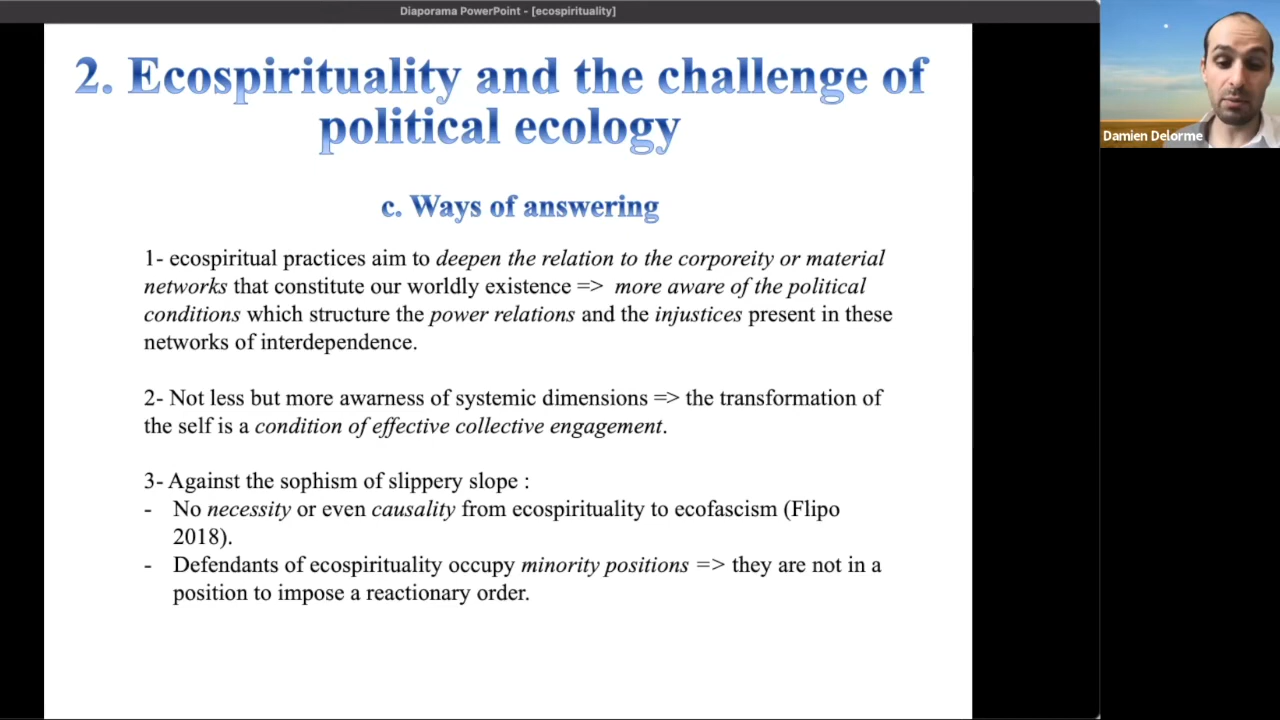 Diaporama PowerPoint - [ecospirituality]
2. Ecospirituality and the challenge of
political ecology
c. Ways of answering
1- ecospiritual practices aim to deepen the relation to the corporeity or material
networks that constitute our worldly existence => more aware of the political
conditions which structure the power relations and the injustices present in these
networks of interdependence.
2- Not less but more awarness of systemic dimensions => the transformation of
the self is a condition of effective collective engagement.
3- Against the sophism of slippery slope :
- No necessity or even causality from ecospirituality to ecofascism (Flipo
2018).
- Defendants of ecospirituality occupy minority positions => they are not in a
position to impose a reactionary order.
Damien Delorme